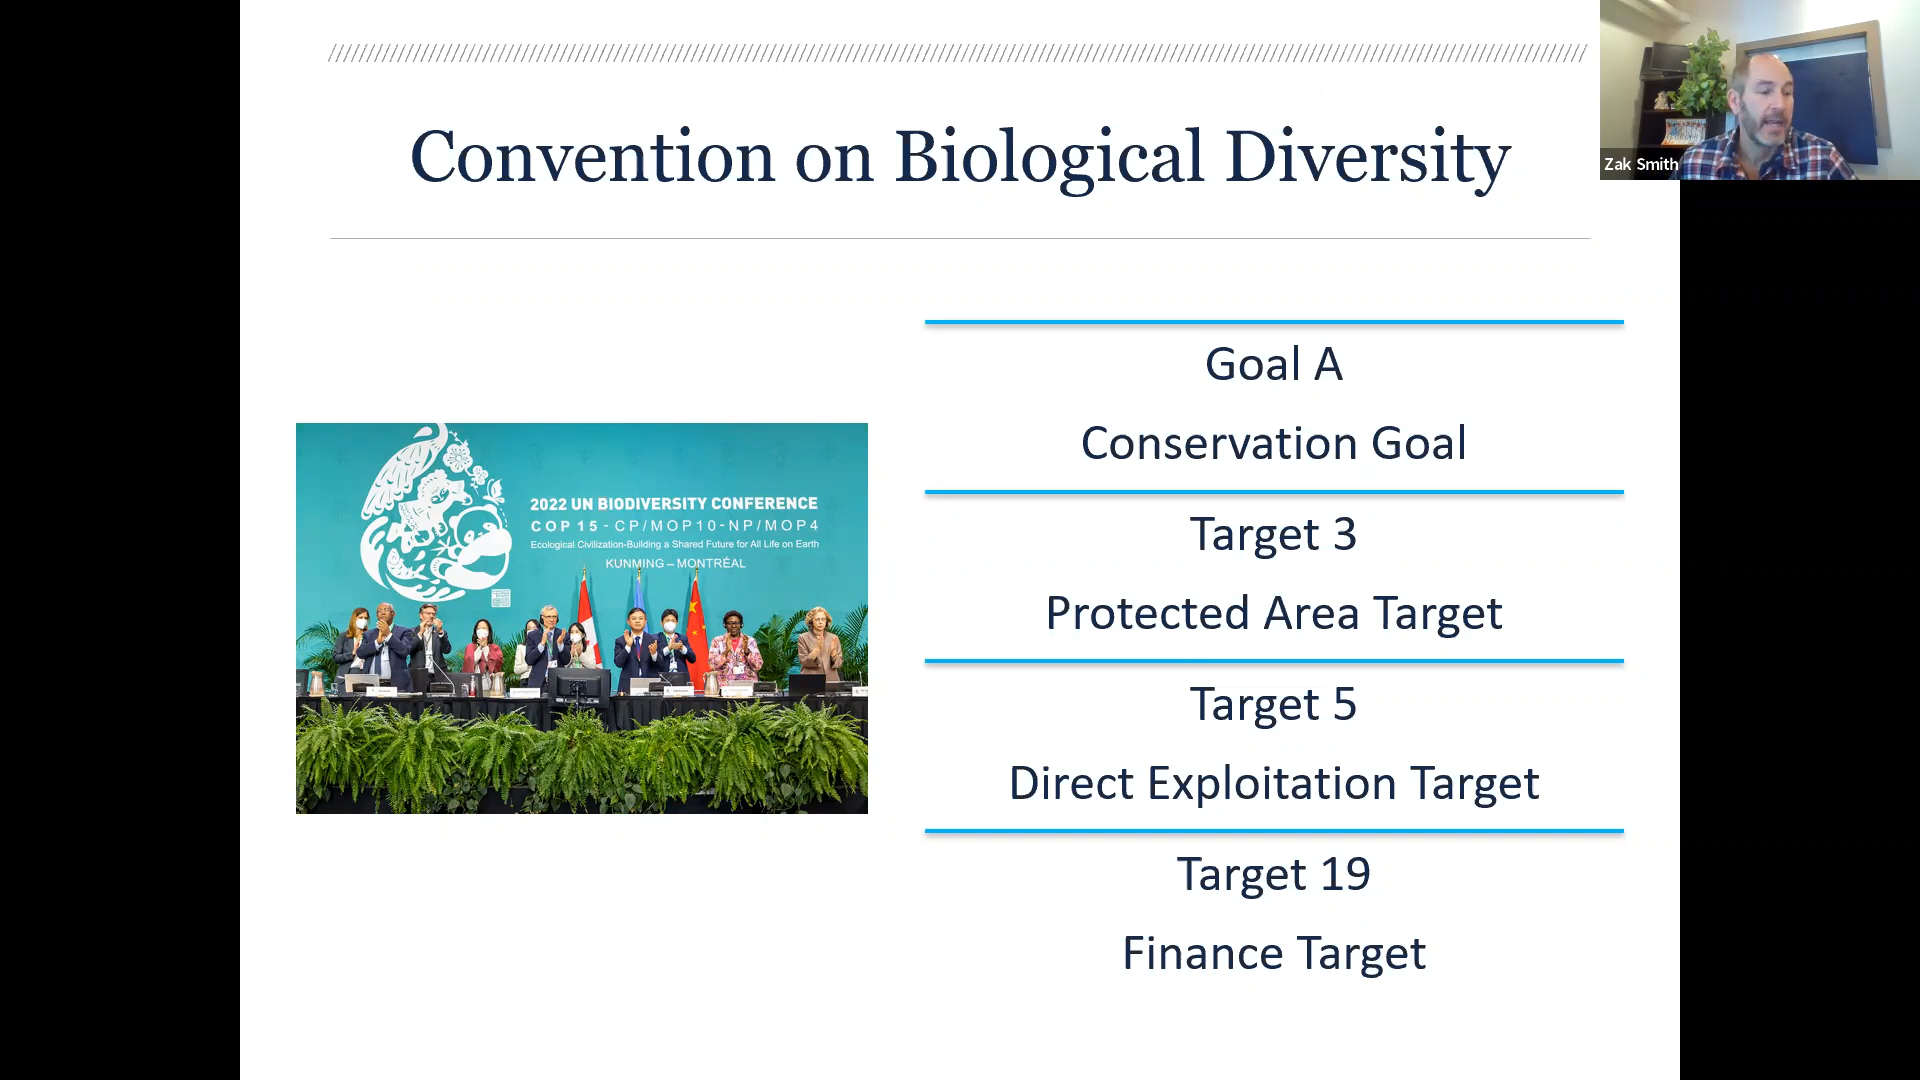 Convention on Biological Diversity
Zak Smith
2022 UN BIODIVERSITY CONFERENCE
COP 15 - CP/MOP10-NP/MOP4
Ecological Civilization-Building a Shared Future for All Life on Earth
KUNMING – MONTRÉAL
Goal A
Conservation Goal
Target 3
Protected Area Target
Target 5
Direct Exploitation Target
Target 19
Finance Target